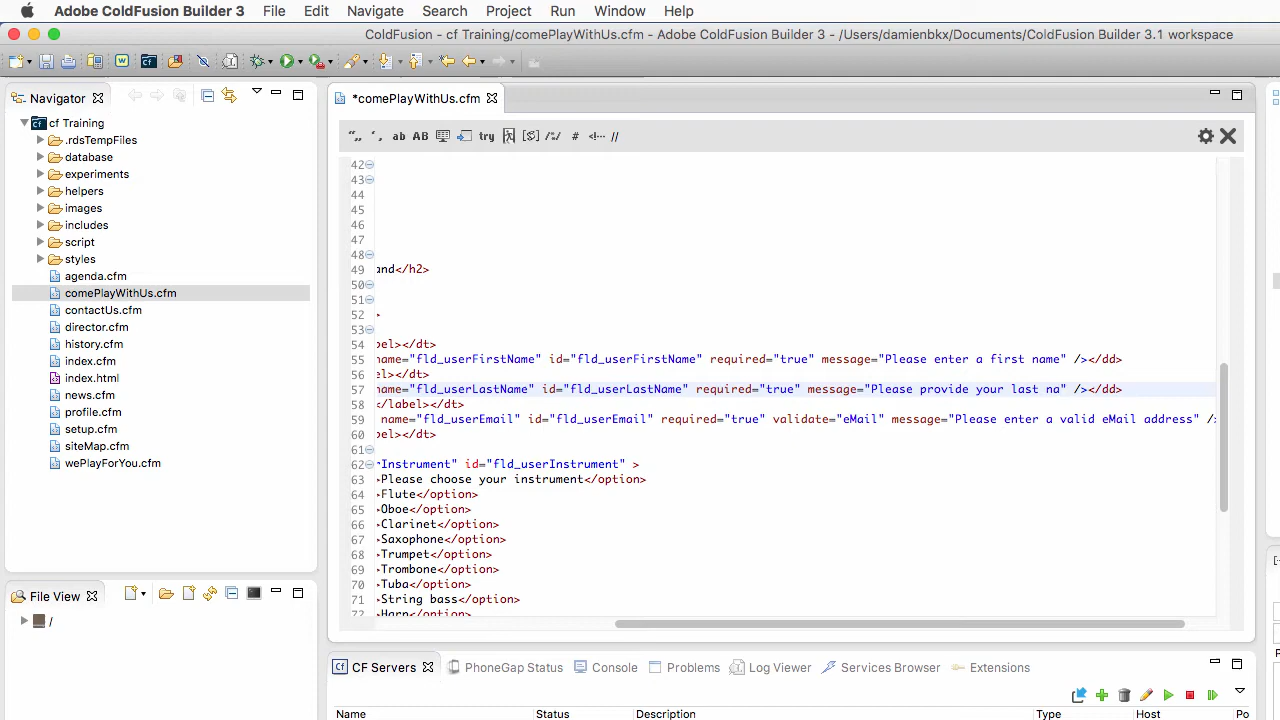 Adobe ColdFusion Builder 3 File Edit Navigate Search Project Run Window Help
ColdFusion - cf Training/comePlayWithUs.cfm - Adobe ColdFusion Builder 3 - /Users/damienbkx/Documents/ColdFusion Builder 3.1 workspace
Navigator
cf Training
.rdsTempFiles
database
experiments
helpers
images
includes
script
styles
agenda.cfm
comePlayWithUs.cfm
contactUs.cfm
director.cfm
history.cfm
index.cfm
index.html
news.cfm
profile.cfm
setup.cfm
siteMap.cfm
wePlayForYou.cfm
File View
/
*comePlayWithUs.cfm
",, ', ab AB try /%/ # <!-- //
42
43
44
45
46
47
48
49 and</h2>
50
51
52 >
53
54 pel></dt>
55 name="fld_userFirstName" id="fld_userFirstName" required="true" message="Please enter a first name" /></dd>
56 el></dt>
57 name="fld_userLastName" id="fld_userLastName" required="true" message="Please provide your last na" /></dd>
58 </label></dt>
59 name="fld_userEmail" id="fld_userEmail" required="true" validate="eMail" message="Please enter a valid eMail address" />
60 pel></dt>
61
62 rInstrument" id="fld_userInstrument" >
63 >Please choose your instrument</option>
64 >Flute</option>
65 >Oboe</option>
66 >Clarinet</option>
67 >Saxophone</option>
68 >Trumpet</option>
69 >Trombone</option>
70 >Tuba</option>
71 >String bass</option>
72 >Harn</option>
CF Servers PhoneGap Status Console Problems Log Viewer Services Browser Extensions
Name Status Description Type Host Po